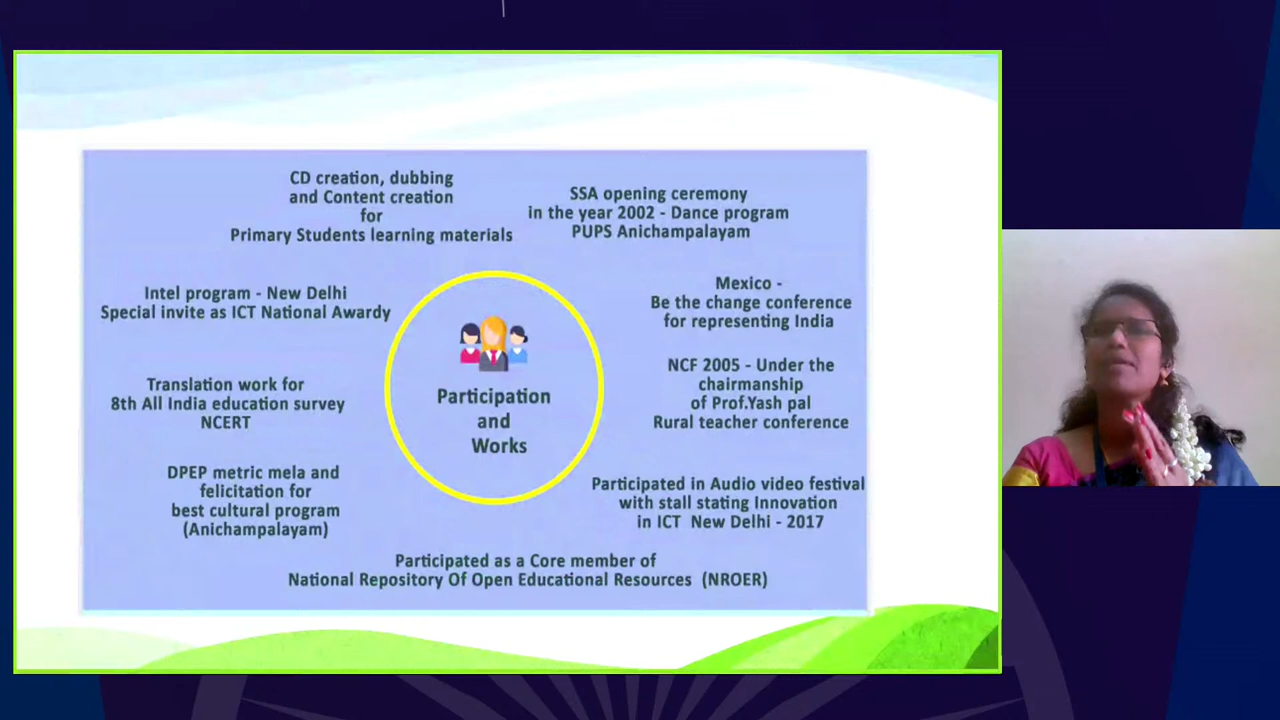 CD creation, dubbing
and Content creation
for
Primary Students learning materials
SSA opening ceremony
in the year 2002 - Dance program
PUPS Anichampalayam
Intel program - New Delhi
Special invite as ICT National Awardy
Mexico -
Be the change conference
for representing India
Translation work for
8th All India education survey
NCERT
Participation
and
Works
NCF 2005 - Under the
chairmanship
of Prof.Yash pal
Rural teacher conference
DPEP metric mela and
felicitation for
best cultural program
(Anichampalayam)
Participated in Audio video festival
with stall stating Innovation
in ICT New Delhi - 2017
Participated as a Core member of
National Repository Of Open Educational Resources (NROER)